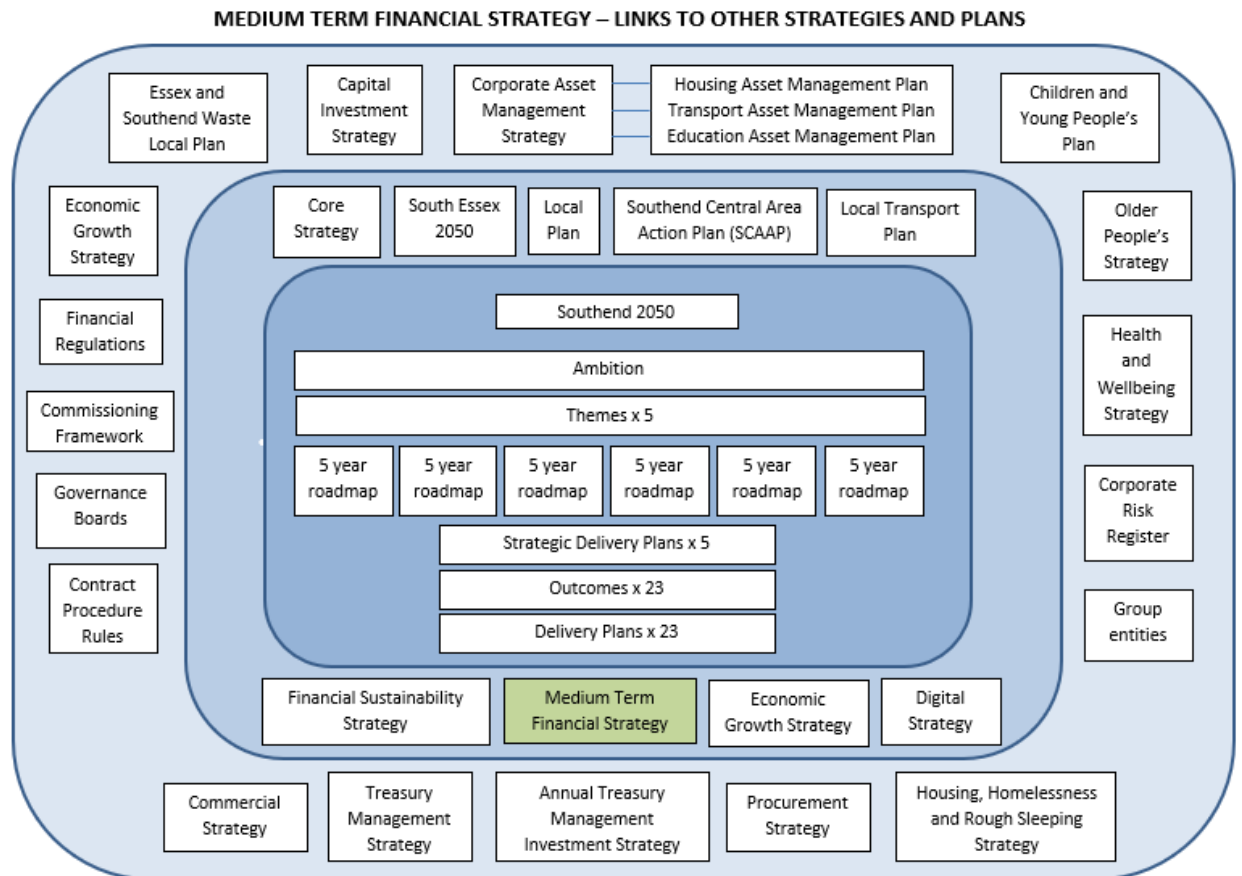 MEDIUM TERM FINANCIAL STRATEGY – LINKS TO OTHER STRATEGIES AND PLANS
Essex and
Southend Waste
Local Plan
Capital
Investment
Strategy
Corporate Asset
Management
Strategy
Housing Asset Management Plan
Transport Asset Management Plan
Education Asset Management Plan
Children and
Young People's
Plan
Economic
Growth
Strategy
Financial
Regulations
Commissioning
Framework
Governance
Boards
Contract
Procedure
Rules
Core
Strategy
South Essex
2050
Local
Plan
Southend Central Area
Action Plan (SCAAP)
Local Transport
Plan
Southend 2050
Ambition
Themes x 5
5 year
roadmap
5 year
roadmap
5 year
roadmap
5 year
roadmap
5 year
roadmap
5 year
roadmap
Strategic Delivery Plans x 5
Outcomes x 23
Delivery Plans x 23
Financial Sustainability
Strategy
Medium Term
Financial Strategy
Economic
Growth Strategy
Digital
Strategy
Older
People's
Strategy
Health
and
Wellbeing
Strategy
Corporate
Risk
Register
Group
entities
Commercial
Strategy
Treasury
Management
Strategy
Annual Treasury
Management
Investment Strategy
Procurement
Strategy
Housing, Homelessness
and Rough Sleeping
Strategy